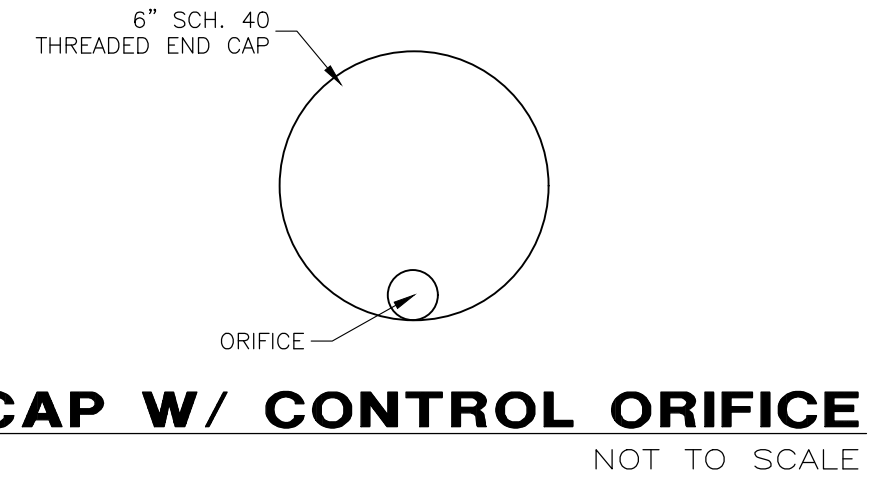 6” SCH. 40
THREADED END CAP
ORIFICE
CAP W/ CONTROL ORIFICE
NOT TO SCALE